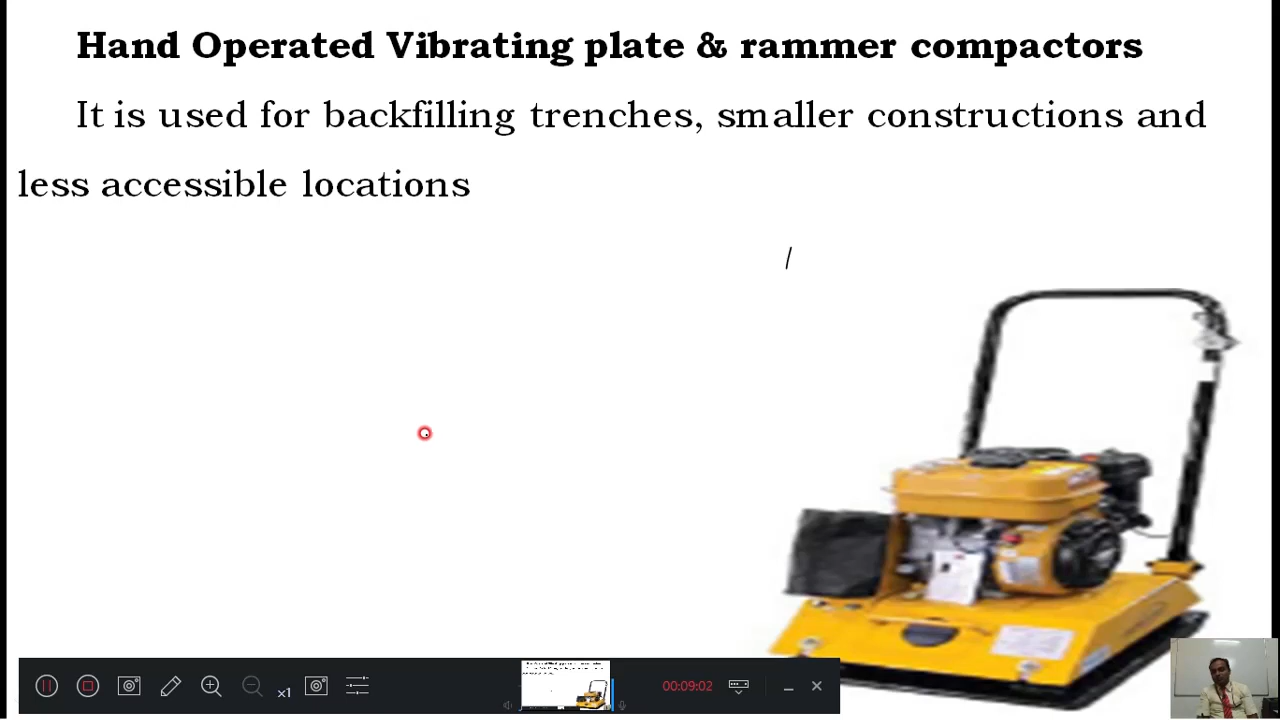 Hand Operated Vibrating plate & rammer compactors
It is used for backfilling trenches, smaller constructions and
less accessible locations
x1
00:09:02